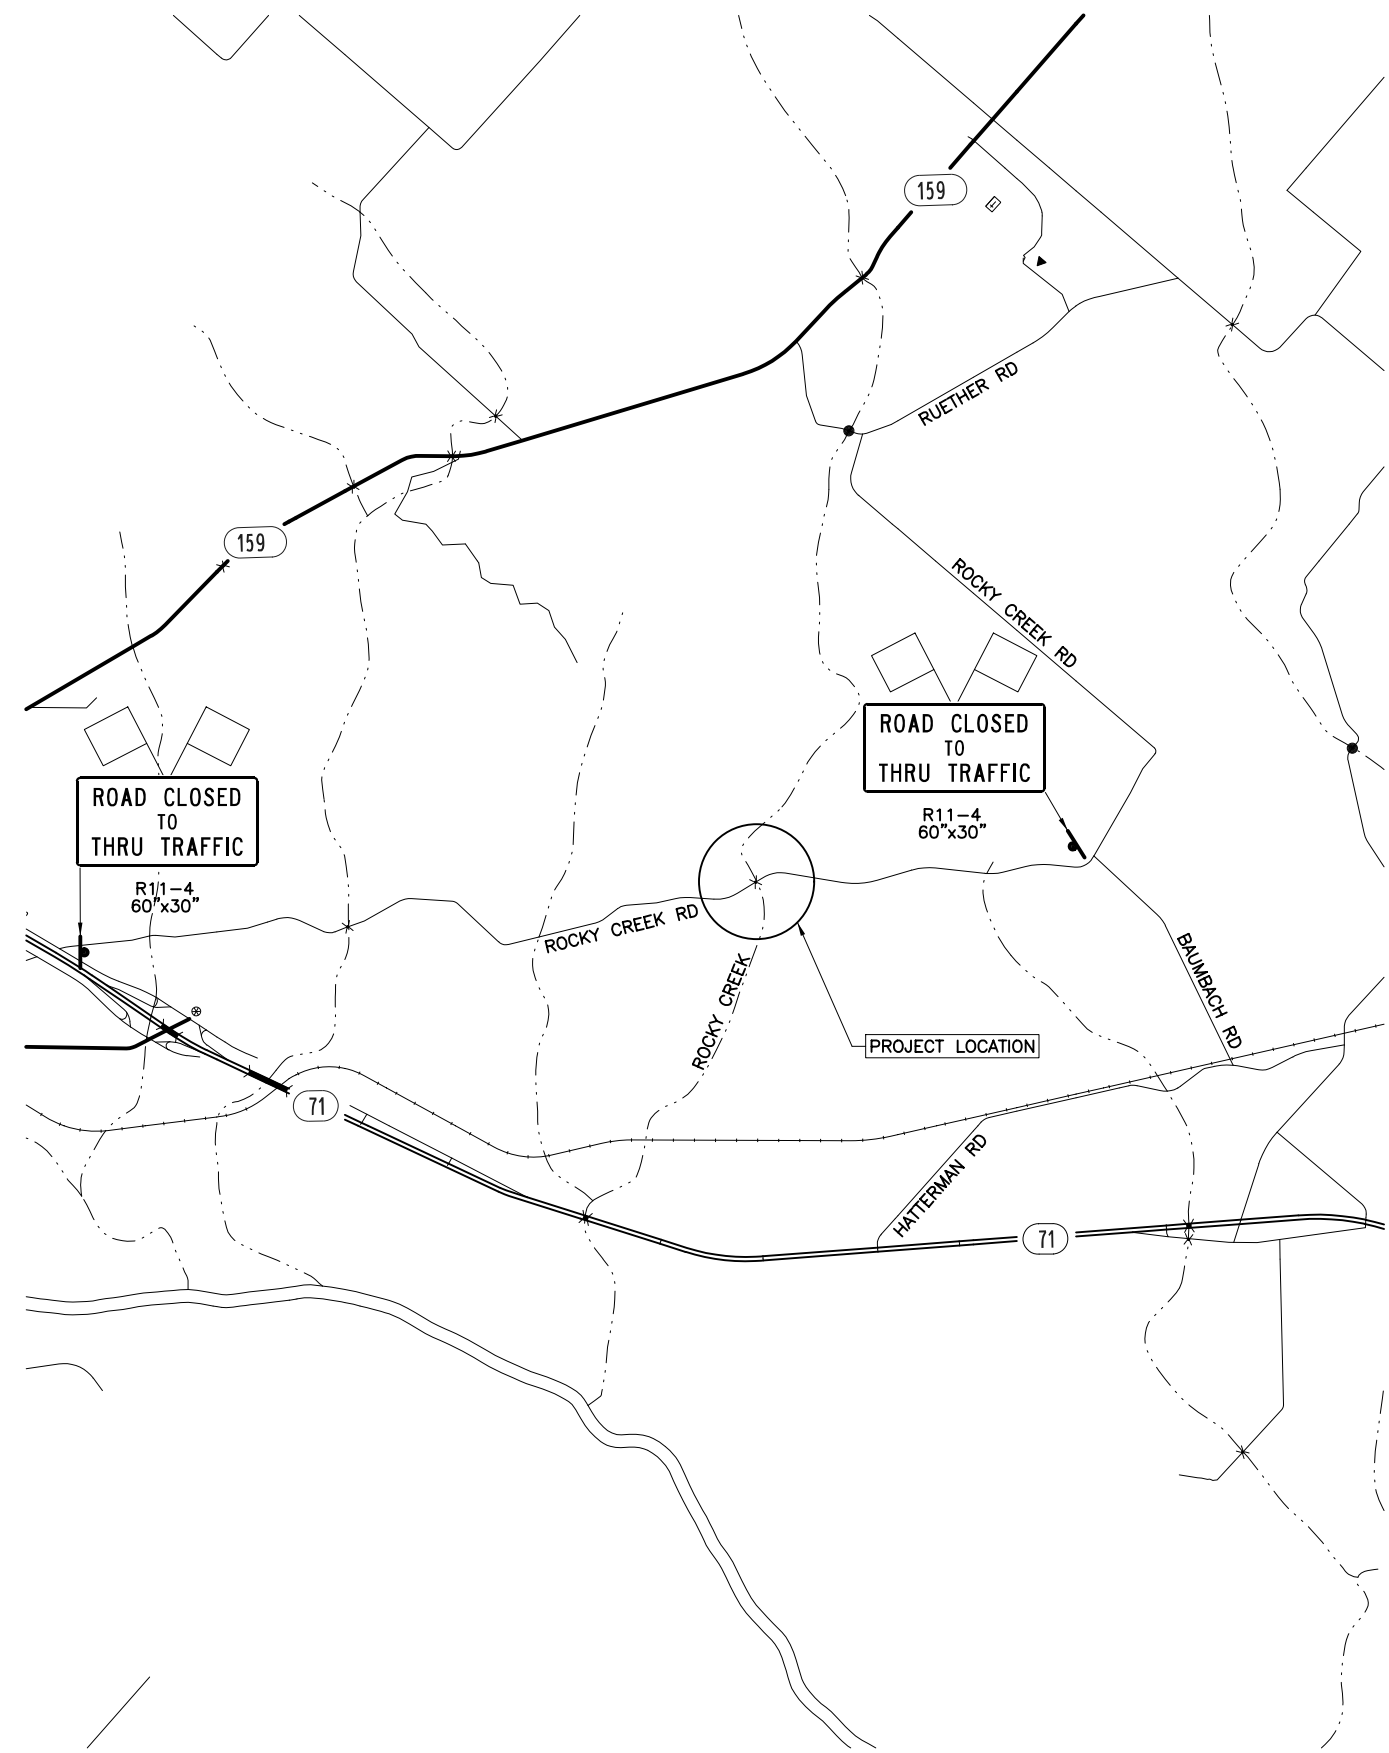 159
RUETHER RD
159
ROCKY CREEK RD
ROAD CLOSED
TO
THRU TRAFFIC
R11-4
60"x30"
ROAD CLOSED
TO
THRU TRAFFIC
R11-4
60"x30"
ROCKY CREEK RD
BAUMBACH RD
ROCKY CREEK
PROJECT LOCATION
71
HATTERMAN RD
71